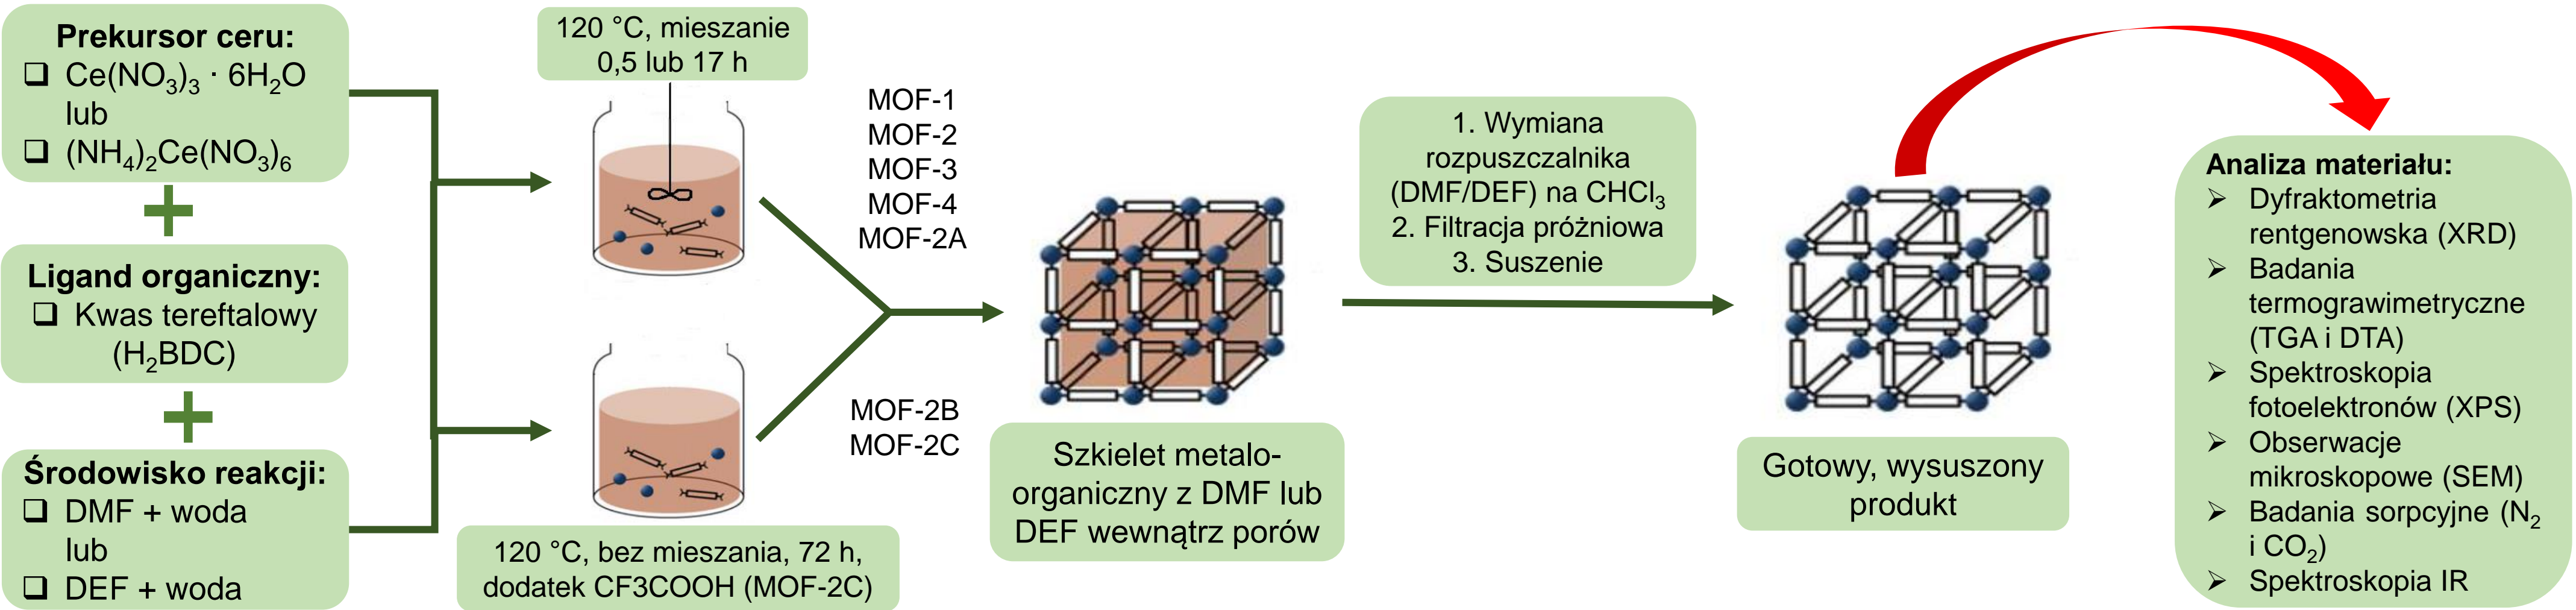 Prekursor ceru:
❑ Ce(NO₃)₃ · 6H₂O
lub
❑ (NH₄)₂Ce(NO₃)₆
+
Ligand organiczny:
❑ Kwas tereftalowy
(H₂BDC)
+
Środowisko reakcji:
❑ DMF + woda
lub
❑ DEF + woda
120 °C, mieszanie
0,5 lub 17 h
120 °C, bez mieszania, 72 h,
dodatek CF3COOH (MOF-2C)
MOF-1
MOF-2
MOF-3
MOF-4
MOF-2A
MOF-2B
MOF-2C
Szkielet metalo-
organiczny z DMF lub
DEF wewnątrz porów
1. Wymiana
rozpuszczalnika
(DMF/DEF) na CHCl₃
2. Filtracja próżniowa
3. Suszenie
Gotowy, wysuszony
produkt
Analiza materiału:
➢ Dyfraktometria
rentgenowska (XRD)
➢ Badania
termograwimetryczne
(TGA i DTA)
➢ Spektroskopia
fotoelektronów (XPS)
➢ Obserwacje
mikroskopowe (SEM)
➢ Badania sorpcyjne (N₂
i CO₂)
➢ Spektroskopia IR